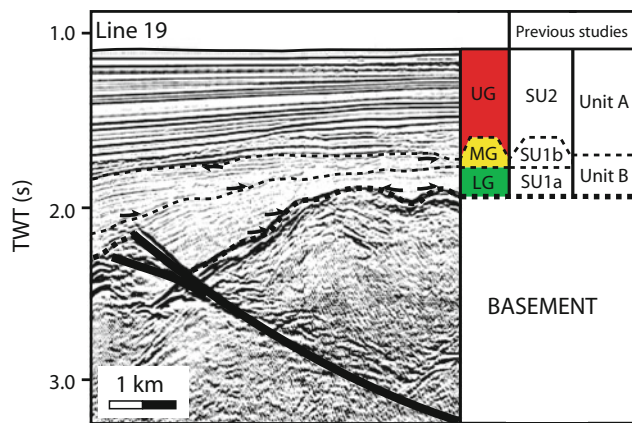 Line 19
Previous studies
1.0
2.0
3.0
TWT (s)
UG
SU2
Unit A
MG
SU1b
LG
SU1a
Unit B
BASEMENT
1 km